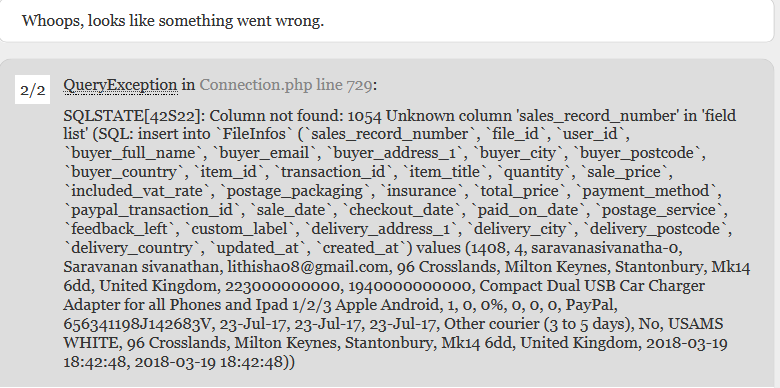 Whoops, looks like something went wrong.
2/2
QueryException in Connection.php line 729:
SQLSTATE[42S22]: Column not found: 1054 Unknown column 'sales_record_number' in 'field
list' (SQL: insert into `FileInfos` (`sales_record_number`, `file_id`, `user_id`,
`buyer_full_name`, `buyer_email`, `buyer_address_1`, `buyer_city`, `buyer_postcode`,
`buyer_country`, `item_id`, `transaction_id`, `item_title`, `quantity`, `sale_price`,
`included_vat_rate`, `postage_packaging`, `insurance`, `total_price`, `payment_method`,
`paypal_transaction_id`, `sale_date`, `checkout_date`, `paid_on_date`, `postage_service`,
`feedback_left`, `custom_label`, `delivery_address_1`, `delivery_city`, `delivery_postcode`,
`delivery_country`, `updated_at`, `created_at`) values (1408, 4, saravanasivanatha-0,
Saravanan sivanathan, lithisha08@gmail.com, 96 Crosslands, Milton Keynes, Stantonbury, Mk14
6dd, United Kingdom, 223000000000, 1940000000000, Compact Dual USB Car Charger
Adapter for all Phones and Ipad 1/2/3 Apple Android, 1, 0, 0%, 0, 0, 0, PayPal,
656341198J142683V, 23-Jul-17, 23-Jul-17, 23-Jul-17, Other courier (3 to 5 days), No, USAMS
WHITE, 96 Crosslands, Milton Keynes, Stantonbury, Mk14 6dd, United Kingdom, 2018-03-19
18:42:48, 2018-03-19 18:42:48))